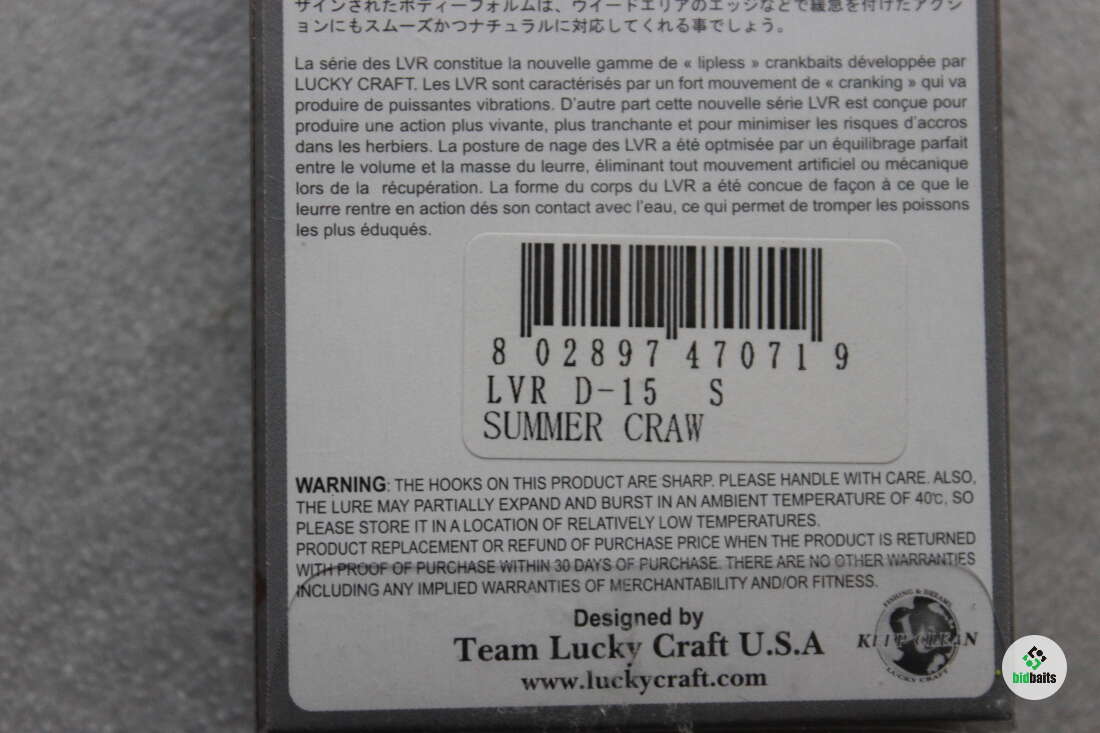 ザインされたボディーフォルムは、ウイードエリアのエッジなどで緩急を付けたアクシ
ョンにもスムーズかつナチュラルに対応してくれる事でしょう。
La série des LVR constitue la nouvelle gamme de « lipless » crankbaits développée par
LUCKY CRAFT. Les LVR sont caractérisés par un fort mouvement de « cranking » qui va
produire de puissantes vibrations. D'autre part cette nouvelle série LVR est conçue pour
produire une action plus vivante, plus tranchante et pour minimiser les risques d'accros
dans les herbiers. La posture de nage des LVR a été optmisée par un équilibrage parfait
entre le volume et la masse du leurre, éliminant tout mouvement artificiel ou mécanique
lors de la récupération. La forme du corps du LVR a été concue de façon à ce que le
leurre rentre en action dés son contact avec l'eau, ce qui permet de tromper les poissons
les plus éduqués.
8 02897 47071 9
LVR D-15 S
SUMMER CRAW
WARNING: THE HOOKS ON THIS PRODUCT ARE SHARP. PLEASE HANDLE WITH CARE. ALSO,
THE LURE MAY PARTIALLY EXPAND AND BURST IN AN AMBIENT TEMPERATURE OF 40℃, SO
PLEASE STORE IT IN A LOCATION OF RELATIVELY LOW TEMPERATURES.
PRODUCT REPLACEMENT OR REFUND OF PURCHASE PRICE WHEN THE PRODUCT IS RETURNED
WITH PROOF OF PURCHASE WITHIN 30 DAYS OF PURCHASE. THERE ARE NO OTHER WARRANTIES
INCLUDING ANY IMPLIED WARRANTIES OF MERCHANTABILITY AND/OR FITNESS.
Designed by
Team Lucky Craft U.S.A
www.luckycraft.com
FISHING & DREAMS
KEEP CLEAN
LUCKY CRAFT
bidbaits